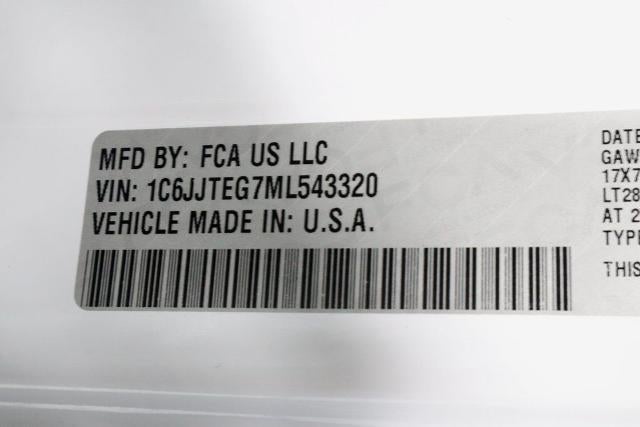 MFD BY: FCA US LLC
VIN: 1C6JJTEG7ML543320
VEHICLE MADE IN: U.S.A.
DATE
GAW
17X7
LT28
AT 2
TYPE
THIS